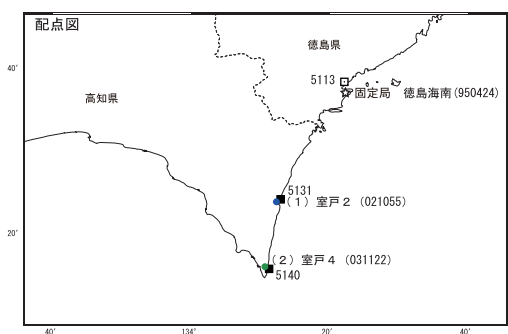 配点図
徳島県
40′
5113
固定局 徳島海南(950424)
高知県
5131
(1)室戸2 (021055)
20′
(2)室戸4 (031122)
5140
40′ 134° 20′ 40′